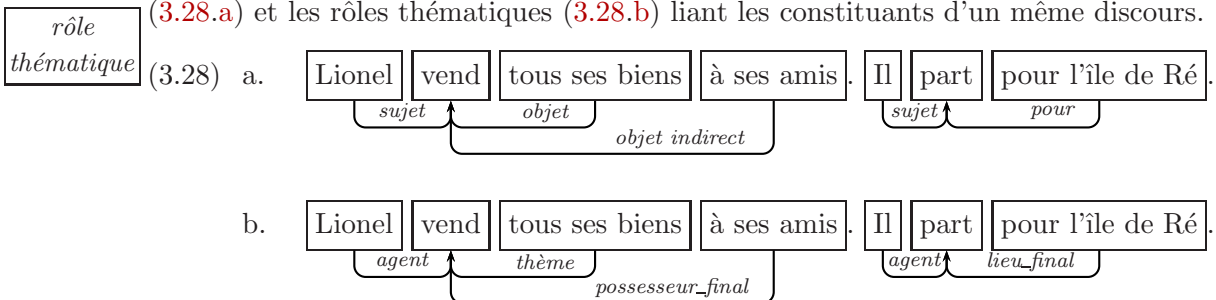 (3.28.a) et les rôles thématiques (3.28.b) liant les constituants d'un même discours.
rôle
thématique
(3.28) a. Lionel vend tous ses biens à ses amis. Il part pour l'île de Ré.
sujet objet sujet pour
objet indirect
b. Lionel vend tous ses biens à ses amis. Il part pour l'île de Ré.
agent thème agent lieu_final
possesseur_final